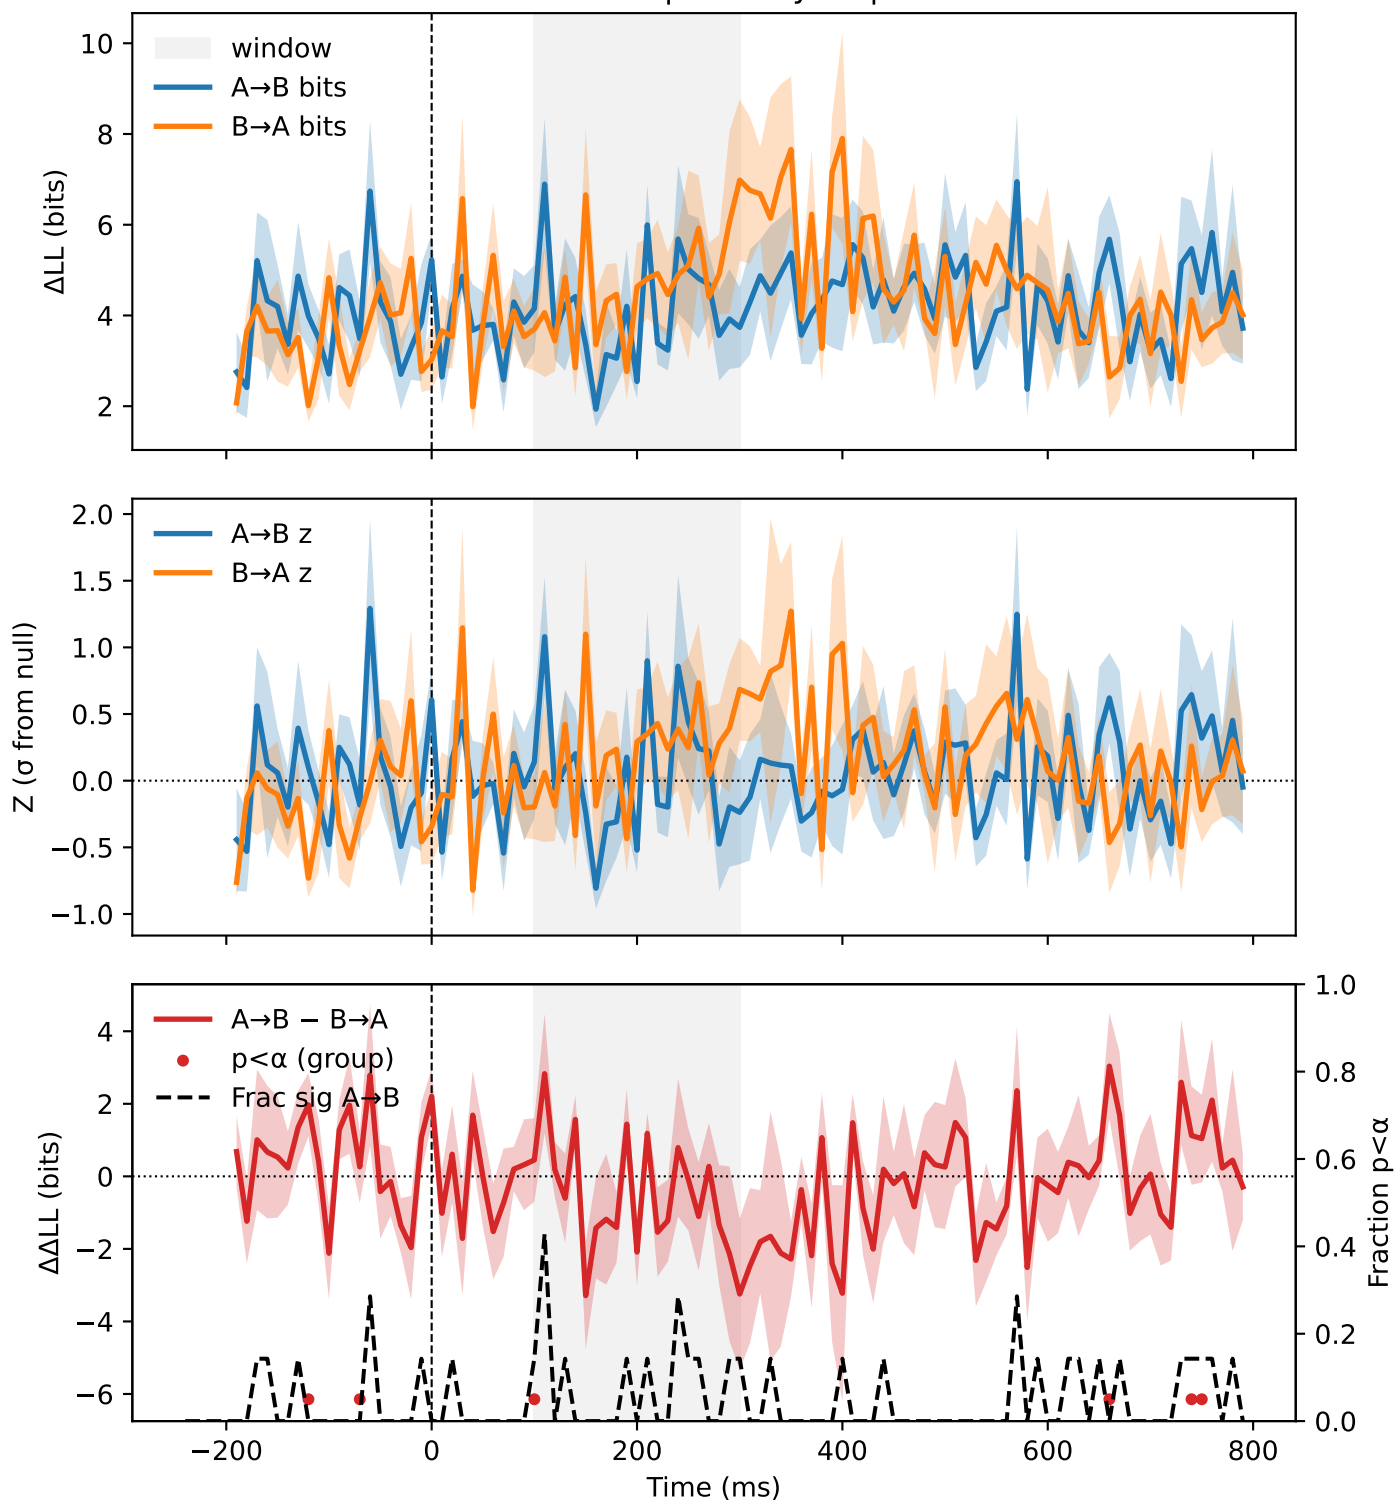 10
8
6
4
2
ΔLL (bits)
window
A→B bits
B→A bits
2.0
1.5
1.0
0.5
0.0
−0.5
−1.0
Z (σ from null)
A→B z
B→A z
4
2
0
−2
−4
−6
ΔΔLL (bits)
A→B − B→A
p<α (group)
Frac sig A→B
1.0
0.8
0.6
0.4
0.2
0.0
Fraction p<α
−200
0
200
400
600
800
Time (ms)